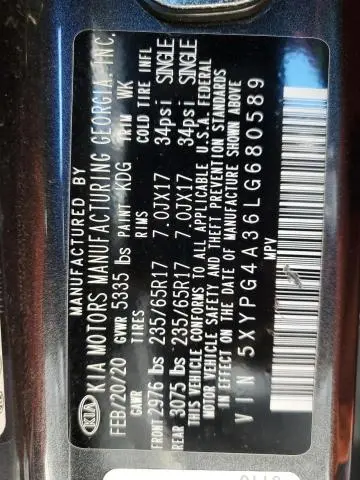 MANUFACTURED BY
KIA KIA MOTORS MANUFACTURING GEORGIA, INC.
FEB/20/20 GVWR 5335 lbs PAINT KDG TRIM WK
GAWR TIRES RIMS COLD TIRE INFL
FRONT 2976 lbs 235/65R17 7.0JX17 34psi SINGLE
REAR 3075 lbs 235/65R17 7.0JX17 34psi SINGLE
THIS VEHICLE CONFORMS TO ALL APPLICABLE U.S.A. FEDERAL
MOTOR VEHICLE SAFETY AND THEFT PREVENTION STANDARDS
IN EFFECT ON THE DATE OF MANUFACTURE SHOWN ABOVE
VIN 5XYPG4A36LG680589
MPV